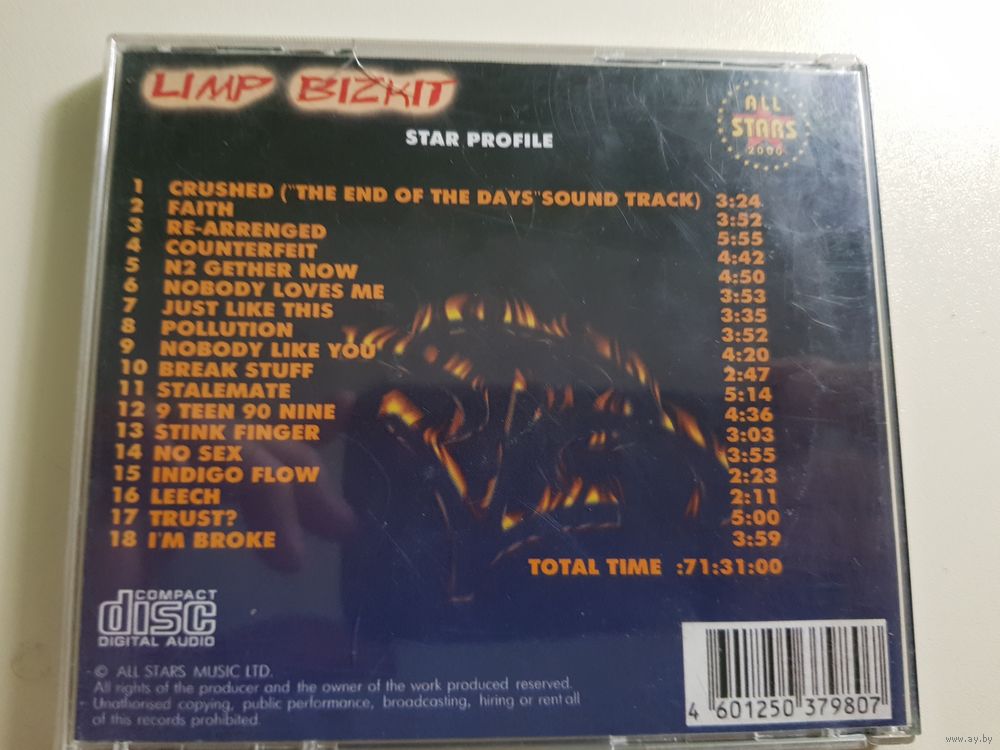 LIMP BIZKIT
ALL
STARS
2000
STAR PROFILE
1 CRUSHED ("THE END OF THE DAYS"SOUND TRACK) 3:24
2 FAITH 3:52
3 RE-ARRENGED 5:55
4 COUNTERFEIT 4:42
5 N2 GETHER NOW 4:50
6 NOBODY LOVES ME 3:53
7 JUST LIKE THIS 3:35
8 POLLUTION 3:52
9 NOBODY LIKE YOU 4:20
10 BREAK STUFF 2:47
11 STALEMATE 5:14
12 9 TEEN 90 NINE 4:36
13 STINK FINGER 3:03
14 NO SEX 3:55
15 INDIGO FLOW 2:23
16 LEECH 2:11
17 TRUST? 5:00
18 I'M BROKE 3:59
TOTAL TIME :71:31:00
COMPACT
disc
DIGITAL AUDIO
© ALL STARS MUSIC LTD.
All rights of the producer and the owner of the work produced reserved.
Unathorised copying, public performance, broadcasting, hiring or rent all
of this records prohibited.
4 601250 379807
www.ay.by